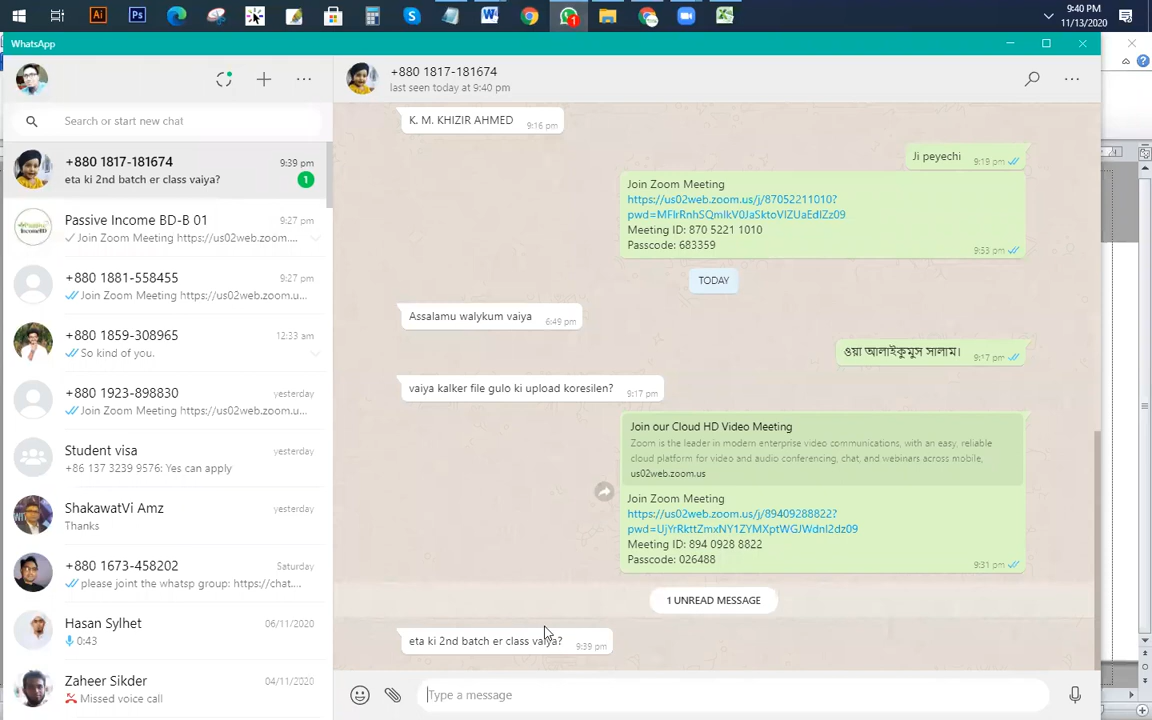 9:40 PM
11/13/2020
WhatsApp
Search or start new chat
+880 1817-181674
9:39 pm
eta ki 2nd batch er class vaiya?
1
Passive Income BD-B 01
9:27 pm
Join Zoom Meeting https://us02web.zoom....
+880 1881-558455
9:27 pm
Join Zoom Meeting https://us02web.zoom.u...
+880 1859-308965
12:33 am
So kind of you.
+880 1923-898830
yesterday
Join Zoom Meeting https://us02web.zoom.u...
Student visa
yesterday
+86 137 3239 9576: Yes can apply
ShakawatVi Amz
yesterday
Thanks
+880 1673-458202
Saturday
please joint the whatsp group: https://chat....
Hasan Sylhet
06/11/2020
0:43
Zaheer Sikder
04/11/2020
Missed voice call
+880 1817-181674
last seen today at 9:40 pm
K. M. KHIZIR AHMED
9:16 pm
Ji peyechi
9:19 pm
Join Zoom Meeting
https://us02web.zoom.us/j/87052211010?
pwd=MFlrRnhSQmlkV0JaSktoVlZUaEdlZz09
Meeting ID: 870 5221 1010
Passcode: 683359
9:53 pm
TODAY
Assalamu walykum vaiya
6:49 pm
ওয়া আলাইকুমুস সালাম।
9:17 pm
vaiya kalker file gulo ki upload koresilen?
9:17 pm
Join our Cloud HD Video Meeting
Zoom is the leader in modern enterprise video communications, with an easy, reliable
cloud platform for video and audio conferencing, chat, and webinars across mobile,
us02web.zoom.us
Join Zoom Meeting
https://us02web.zoom.us/j/89409288822?
pwd=UjYrRkttZmxNY1ZYMXptWGJWdnl2dz09
Meeting ID: 894 0928 8822
Passcode: 026488
9:31 pm
1 UNREAD MESSAGE
eta ki 2nd batch er class vaiya?
9:39 pm
Type a message